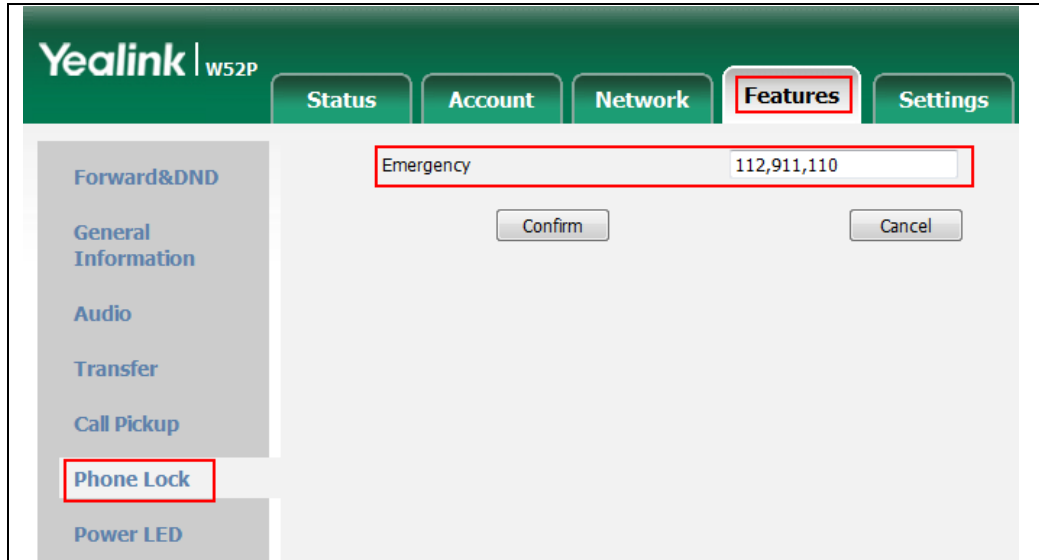 Yealink | W52P
Status Account Network Features Settings
Forward&DND
General
Information
Audio
Transfer
Call Pickup
Phone Lock
Power LED
Emergency 112,911,110
Confirm Cancel